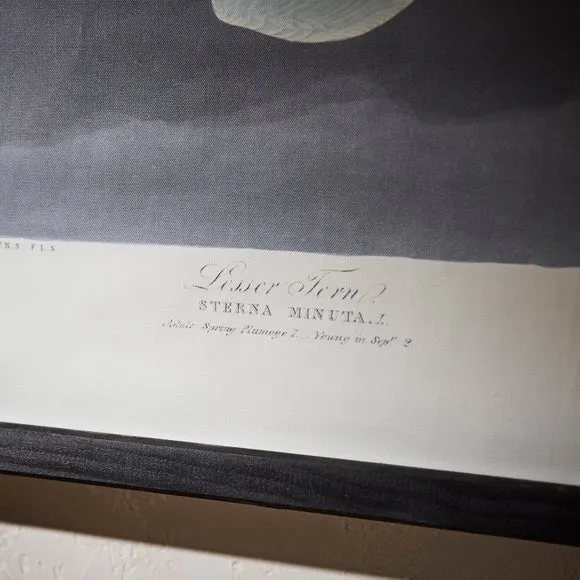 F.R.S. F.L.S.
Lesser Tern
STERNA MINUTA. L.
Adult Spring Plumage 1. Young in Sept. 2